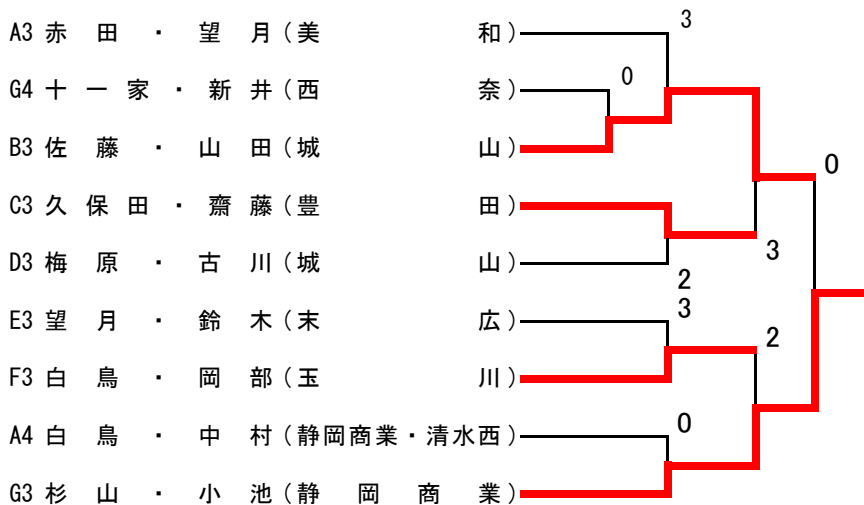 A3 赤田・望月(美和) 3
G4 十一家・新井(西奈) 0
B3 佐藤・山田(城山)
0
C3 久保田・齋藤(豊田)
3
D3 梅原・古川(城山) 2
E3 望月・鈴木(末広) 3
2
F3 白鳥・岡部(玉川)
A4 白鳥・中村(静岡商業・清水西) 0
G3 杉山・小池(静岡商業)